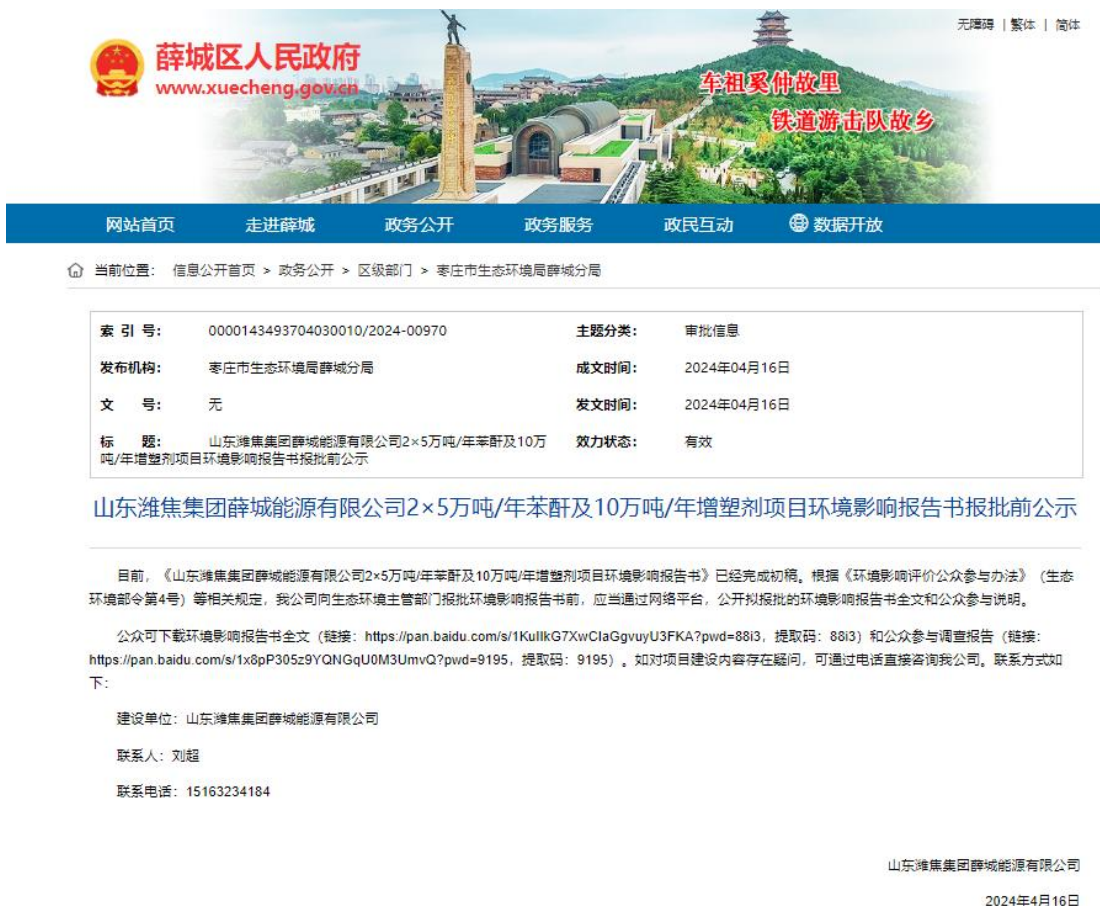 无障碍 | 繁体 | 简体
薛城区人民政府
www.xuecheng.gov.cn
车祖奚仲故里
铁道游击队故乡
网站首页 走进薛城 政务公开 政务服务 政民互动 数据开放
当前位置： 信息公开首页 > 政务公开 > 区级部门 > 枣庄市生态环境局薛城分局
索 引 号： 0000143493704030010/2024-00970 主题分类： 审批信息
发布机构： 枣庄市生态环境局薛城分局 成文时间： 2024年04月16日
文 号： 无 发文时间： 2024年04月16日
标 题： 山东潍焦集团薛城能源有限公司2×5万吨/年苯酐及10万 效力状态： 有效
吨/年增塑剂项目环境影响报告书报批前公示
山东潍焦集团薛城能源有限公司2×5万吨/年苯酐及10万吨/年增塑剂项目环境影响报告书报批前公示
目前，《山东潍焦集团薛城能源有限公司2×5万吨/年苯酐及10万吨/年增塑剂项目环境影响报告书》已经完成初稿。根据《环境影响评价公众参与办法》（生态
环境部令第4号）等相关规定，我公司向生态环境主管部门报批环境影响报告书前，应当通过网络平台，公开拟报批的环境影响报告书全文和公众参与说明。
公众可下载环境影响报告书全文（链接：https://pan.baidu.com/s/1KuIlkG7XwCIaGgvuyU3FKA?pwd=88i3，提取码：88i3）和公众参与调查报告（链接：
https://pan.baidu.com/s/1x8pP305z9YQNGqU0M3UmvQ?pwd=9195，提取码：9195）。如对项目建设内容存在疑问，可通过电话直接咨询我公司。联系方式如
下：
建设单位：山东潍焦集团薛城能源有限公司
联系人：刘超
联系电话：15163234184
山东潍焦集团薛城能源有限公司
2024年4月16日